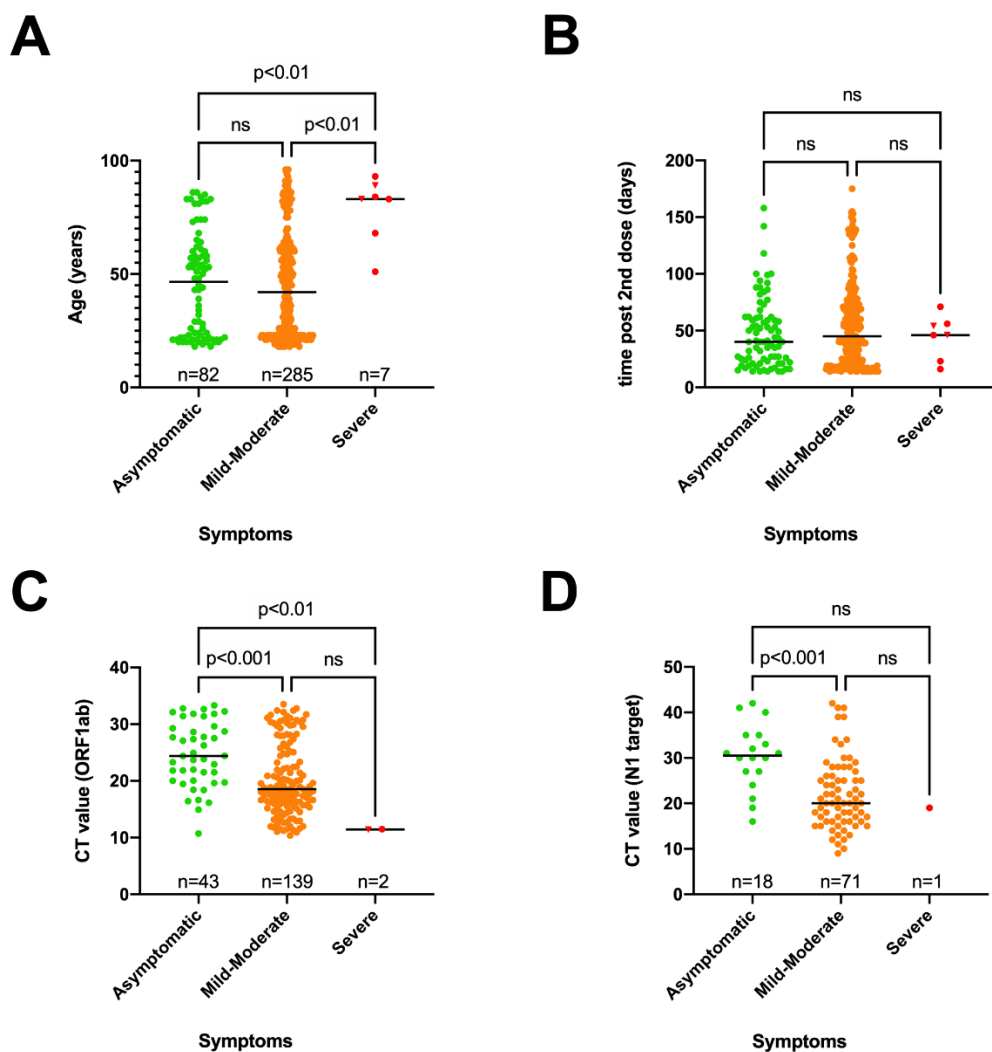 A
p<0.01
ns
p<0.01
100
50
0
Age (years)
n=82
n=285
n=7
Asymptomatic
Mild-Moderate
Severe
Symptoms
B
ns
ns
ns
200
150
100
50
0
time post 2nd dose (days)
Asymptomatic
Mild-Moderate
Severe
Symptoms
C
p<0.01
p<0.001
ns
40
30
20
10
0
CT value (ORF1ab)
n=43
n=139
n=2
Asymptomatic
Mild-Moderate
Severe
Symptoms
D
ns
p<0.001
ns
50
40
30
20
10
0
CT value (N1 target)
n=18
n=71
n=1
Asymptomatic
Mild-Moderate
Severe
Symptoms